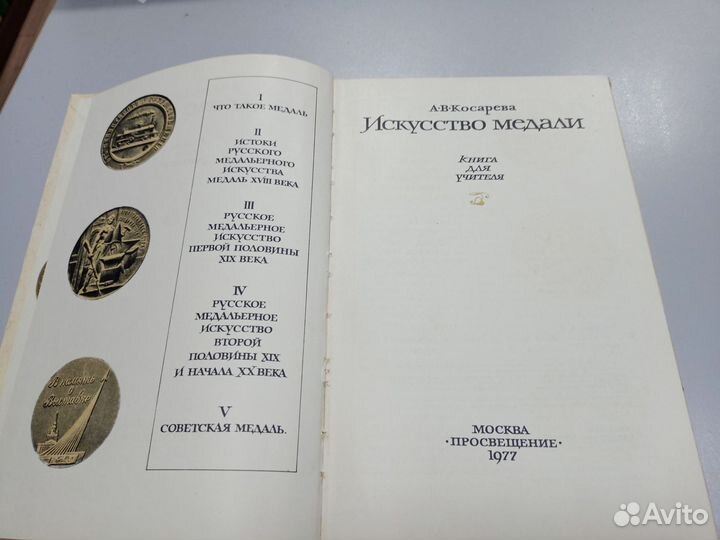 I
ЧТО ТАКОЕ МЕДАЛЬ
II
ИСТОКИ
РУССКОГО
МЕДАЛЬЕРНОГО
ИСКУССТВА
МЕДАЛЬ XVIII ВЕКА
III
РУССКОЕ
МЕДАЛЬЕРНОЕ
ИСКУССТВО
ПЕРВОЙ ПОЛОВИНЫ
XIX ВЕКА.
IV
РУССКОЕ
МЕДАЛЬЕРНОЕ
ИСКУССТВО
ВТОРОЙ
ПОЛОВИНЫ XIX
И НАЧАЛА XX ВЕКА.
V
СОВЕТСКАЯ МЕДАЛЬ.
В память
о
Выставке
А·В·Косарева
Искусство медали
книга
для
учителя
МОСКВА
·ПРОСВЕЩЕНИЕ·
1977
Avito